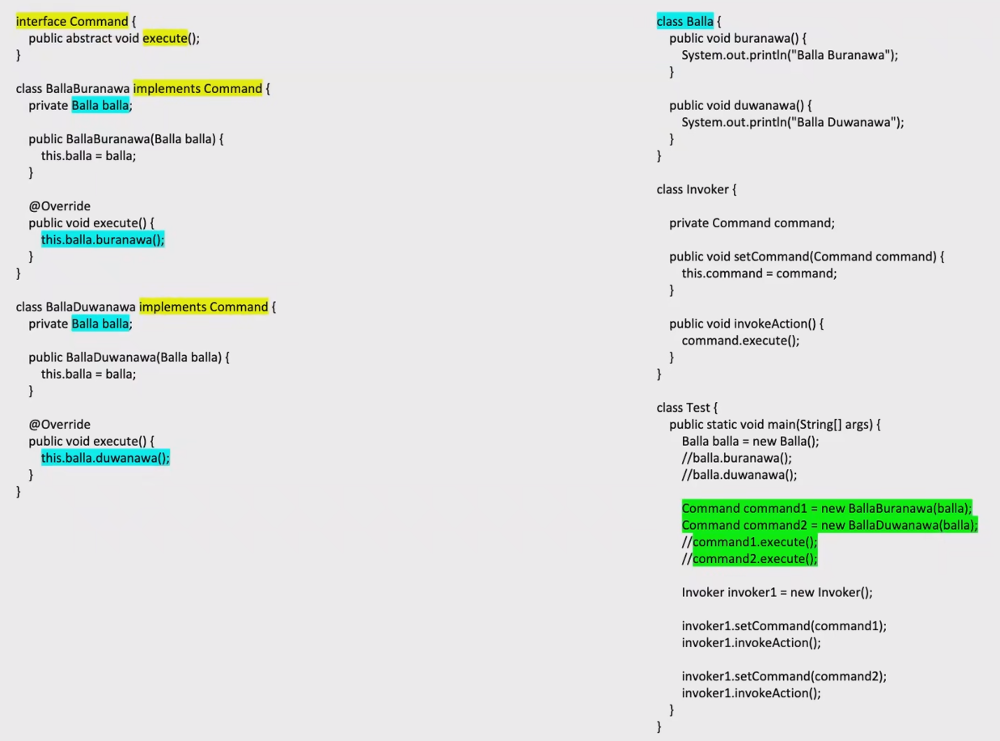 interface Command {
public abstract void execute();
}
class BallaBuranawa implements Command {
private Balla balla;
public BallaBuranawa(Balla balla) {
this.balla = balla;
}
@Override
public void execute() {
this.balla.buranawa();
}
}
class BallaDuwanawa implements Command {
private Balla balla;
public BallaDuwanawa(Balla balla) {
this.balla = balla;
}
@Override
public void execute() {
this.balla.duwanawa();
}
}
class Balla {
public void buranawa() {
System.out.println("Balla Buranawa");
}
public void duwanawa() {
System.out.println("Balla Duwanawa");
}
}
class Invoker {
private Command command;
public void setCommand(Command command) {
this.command = command;
}
public void invokeAction() {
command.execute();
}
}
class Test {
public static void main(String[] args) {
Balla balla = new Balla();
//balla.buranawa();
//balla.duwanawa();
Command command1 = new BallaBuranawa(balla);
Command command2 = new BallaDuwanawa(balla);
//command1.execute();
//command2.execute();
Invoker invoker1 = new Invoker();
invoker1.setCommand(command1);
invoker1.invokeAction();
invoker1.setCommand(command2);
invoker1.invokeAction();
}
}